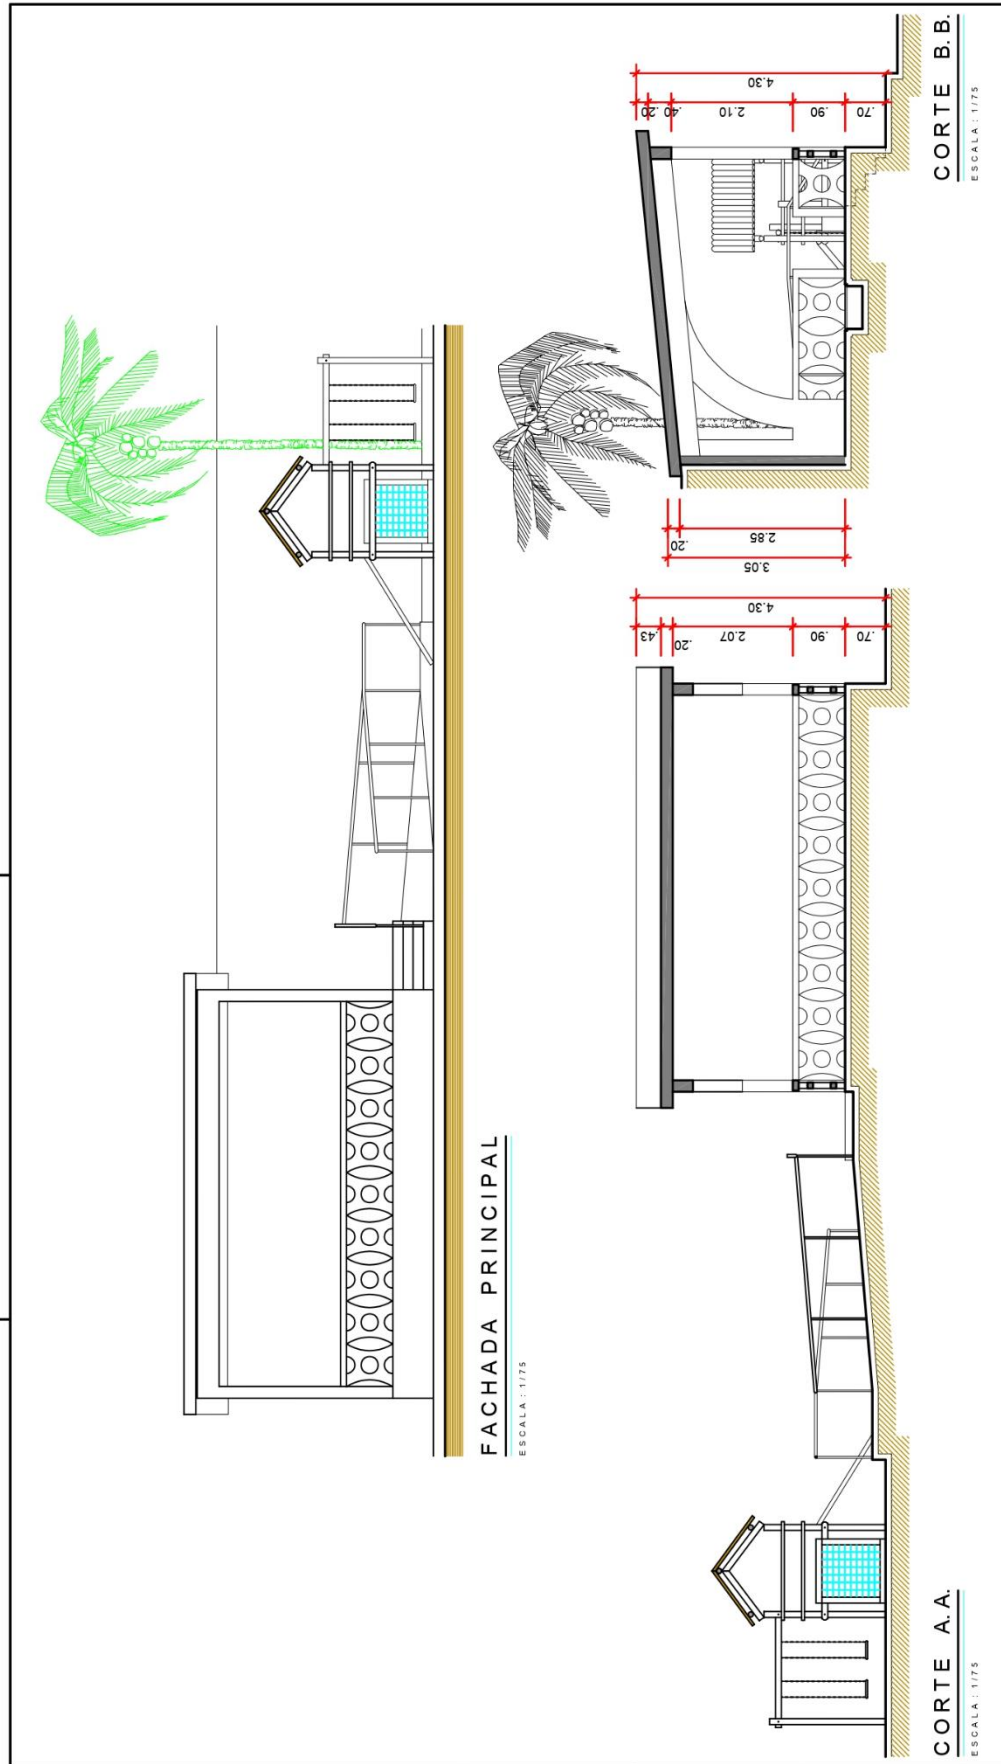 FACHADA PRINCIPAL
ESCALA : 1/75
CORTE A.A.
ESCALA : 1/75
4.30
.43
.20
2.07
.90
.70
CORTE B.B.
ESCALA : 1/75
4.30
.20
.40
2.10
.90
.70
.20
2.85
3.05